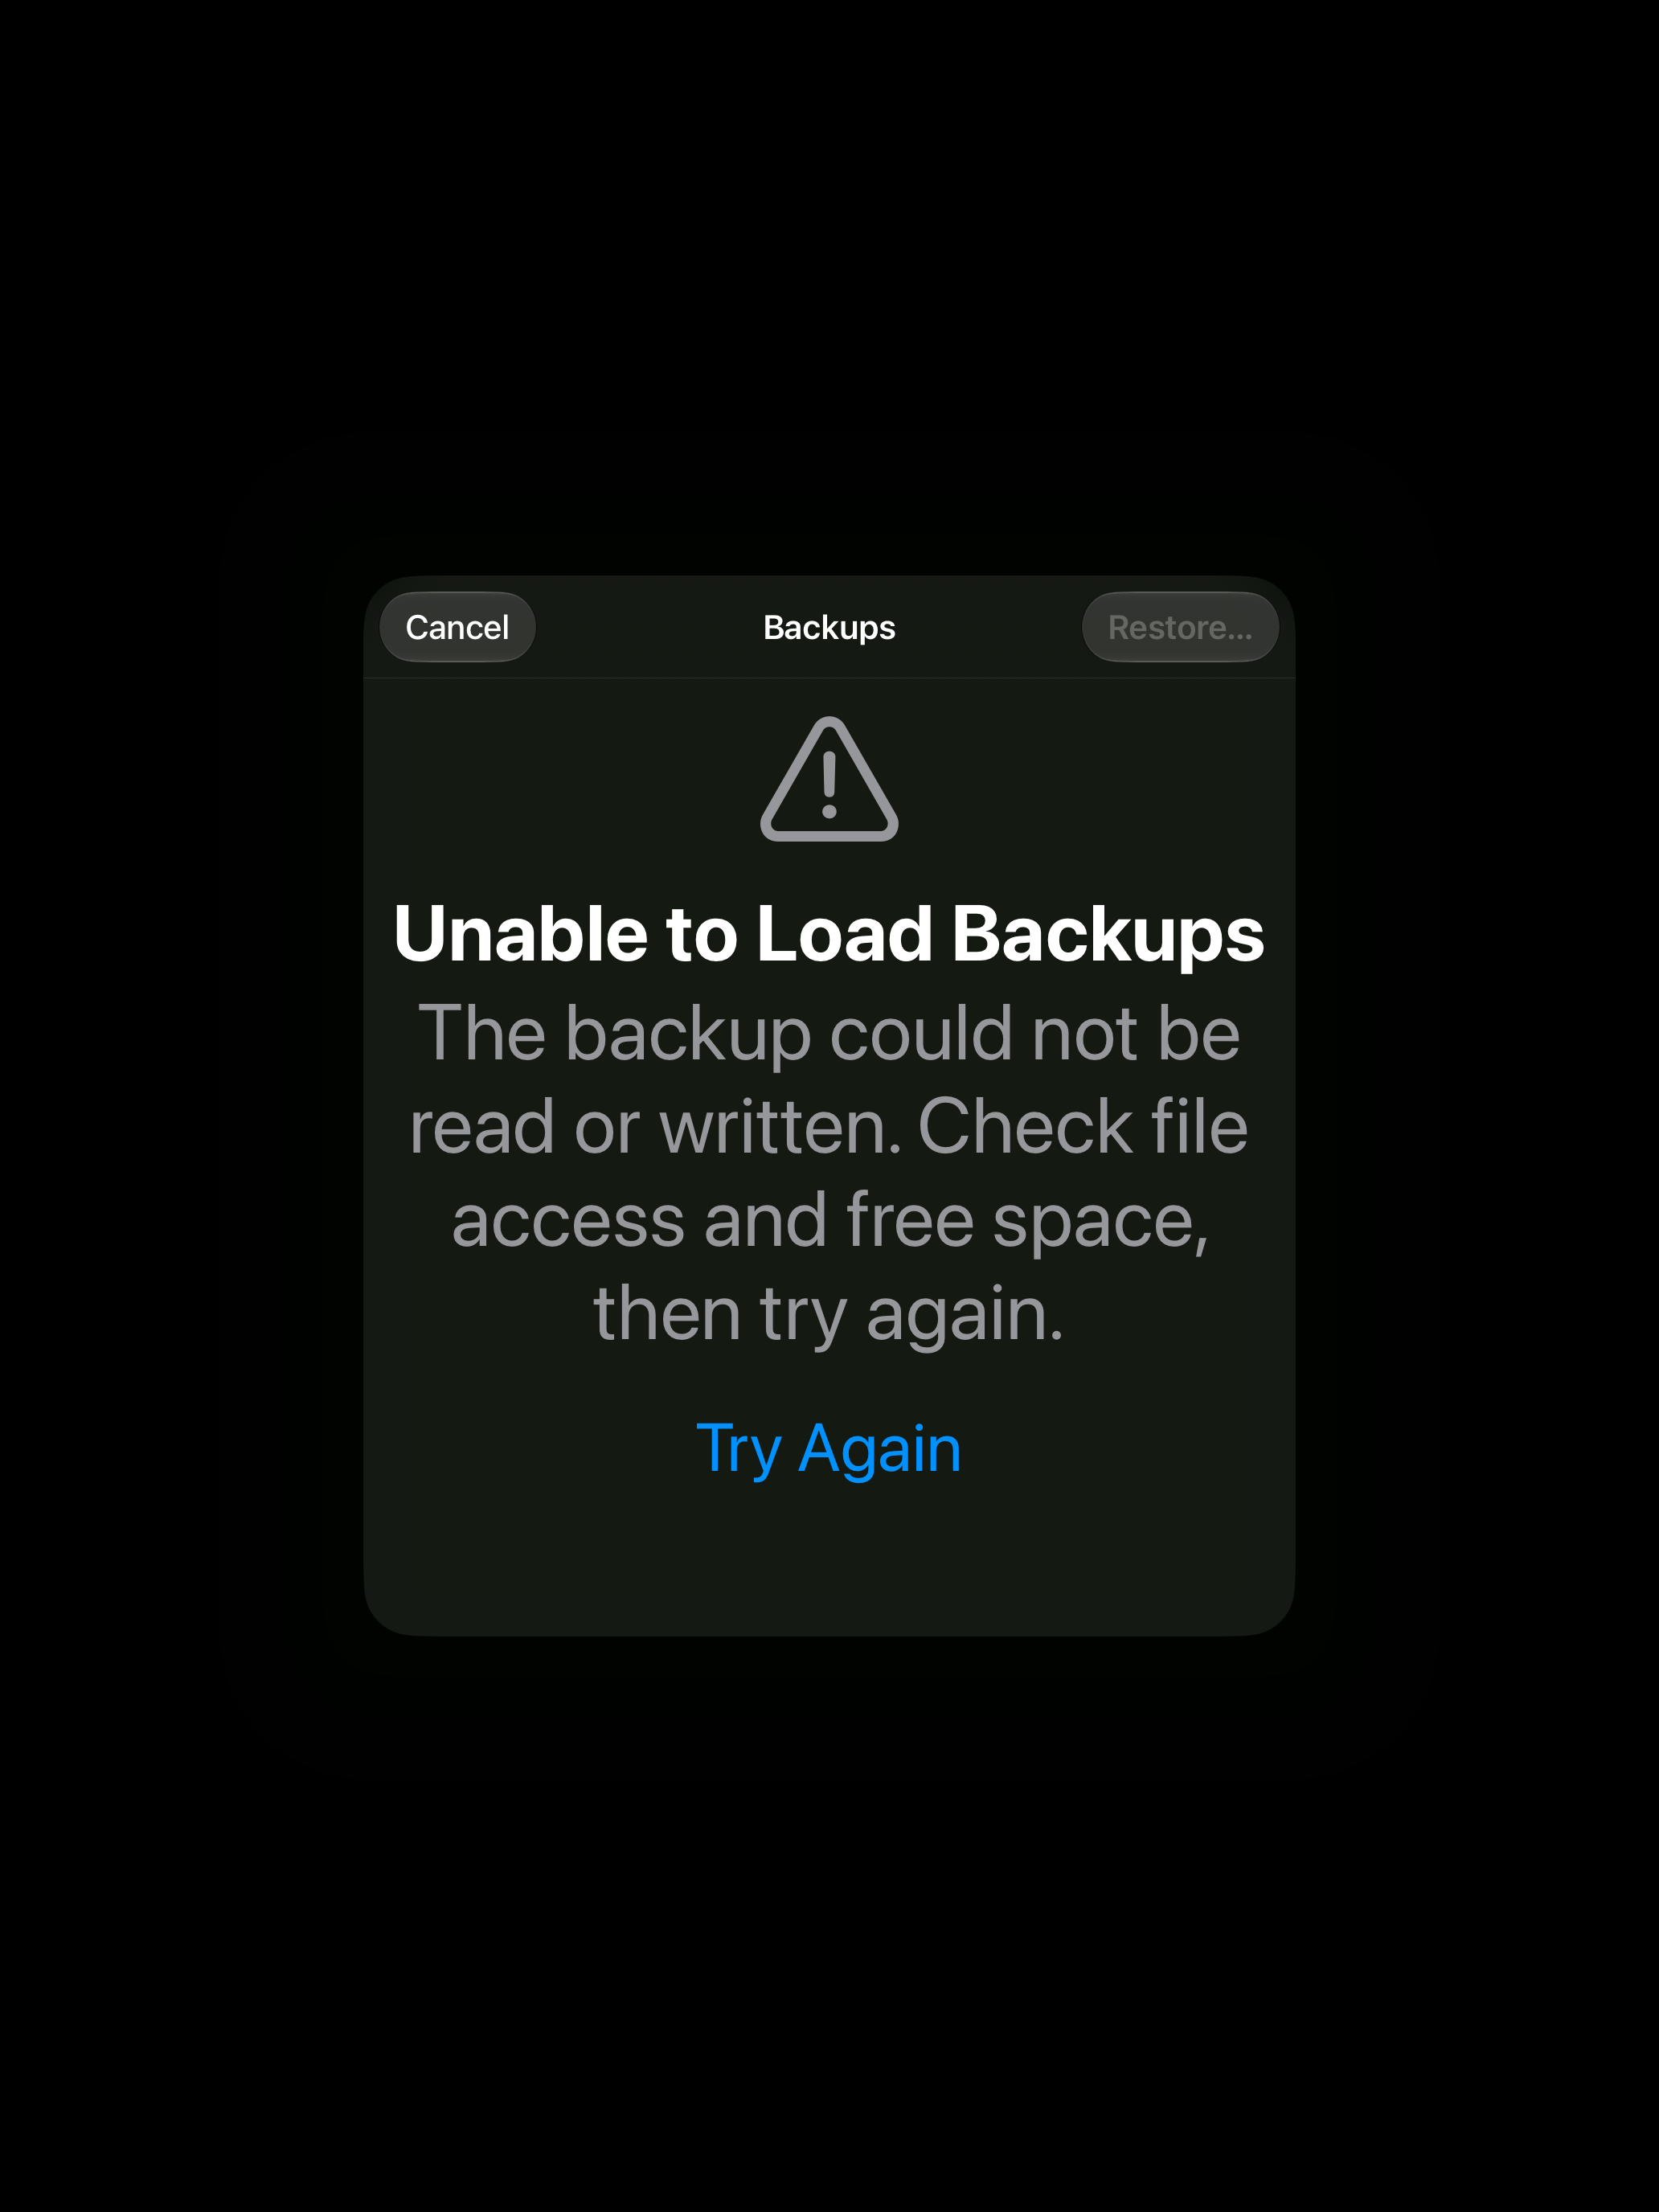 Cancel Backups Restore...
Unable to Load Backups
The backup could not be
read or written. Check file
access and free space,
then try again.
Try Again